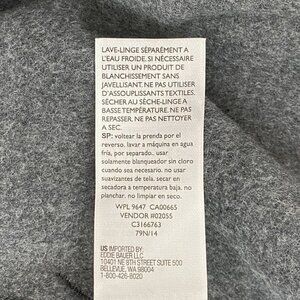 LAVE-LINGE SÉPARÉMENT A
L'EAU FROIDE. SI NÉCESSAIRE
UTILISER UN PRODUIT DE
BLANCHISSEMENT SANS
JAVELLISANT. NE PAS UTILISER
D'ASSOUPLISSANTS TEXTILES.
SÉCHER AU SÈCHE-LINGE A
BASSE TEMPÉRATURE. NE PAS
REPASSER. NE PAS NETTOYER
A SEC.
SP: voltear la prenda por el
reverso. lavar a máquina en agua
fría, por separado. usar
solamente blanqueador sin cloro
cuando sea necesario. no usar
suavizantes de tela. secar en
secadora a temperatura baja. no
planchar. no limpiar en seco.
WPL 9647 CA00665
VENDOR #02055
C3166763
79N/14
US IMPORTED BY:
EDDIE BAUER LLC
10401 NE 8TH STREET SUITE 500
BELLEVUE, WA 98004
1-800-426-8020